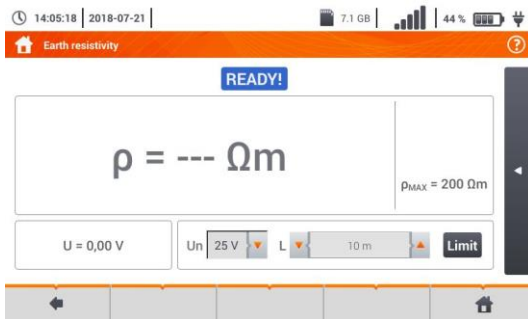 14:05:18 2018-07-21 7.1 GB 44 %
Earth resistivity ?
READY!
ρ = --- Ωm
ρMAX = 200 Ωm
U = 0,00 V Un 25 V L 10 m Limit